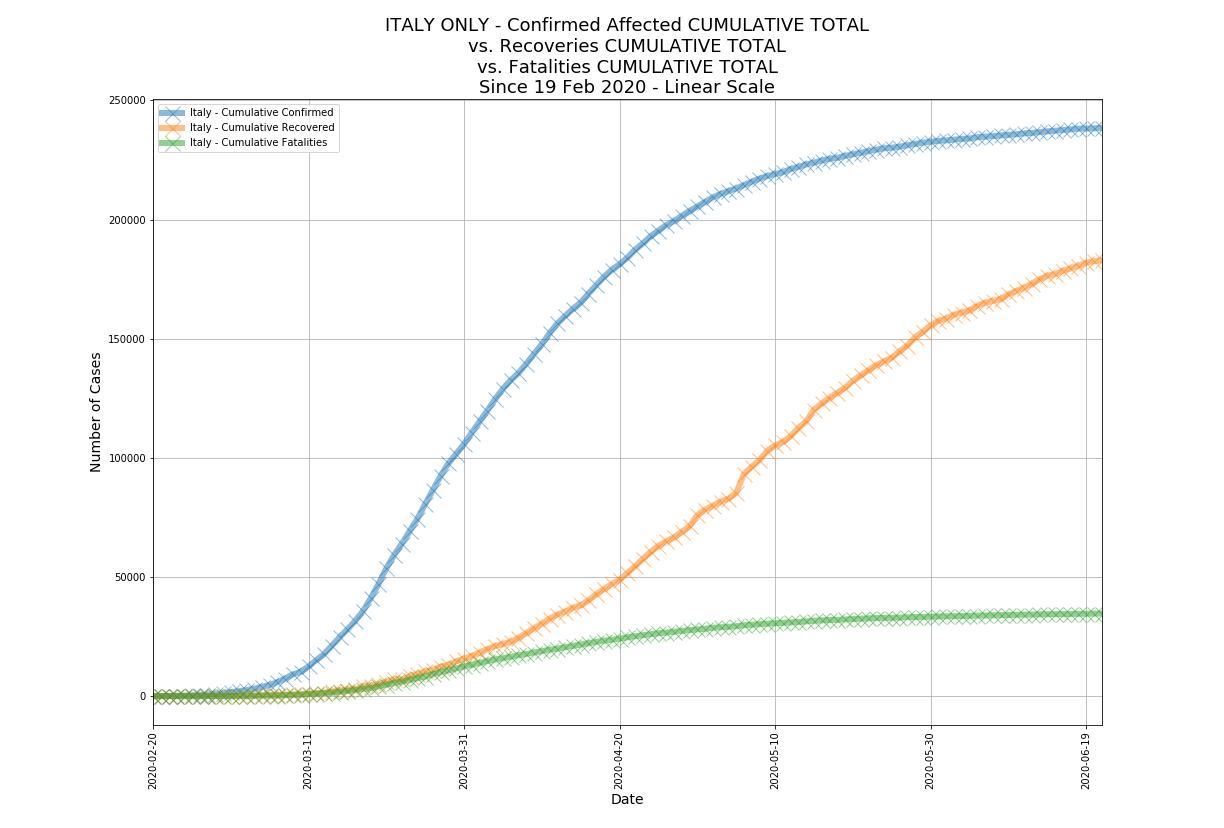 ITALY ONLY - Confirmed Affected CUMULATIVE TOTAL
vs. Recoveries CUMULATIVE TOTAL
vs. Fatalities CUMULATIVE TOTAL
Since 19 Feb 2020 - Linear Scale
Italy - Cumulative Confirmed
Italy - Cumulative Recovered
Italy - Cumulative Fatalities
Number of Cases
250000
200000
150000
100000
50000
0
2020-02-20
2020-03-11
2020-03-31
2020-04-20
2020-05-10
2020-05-30
2020-06-19
Date